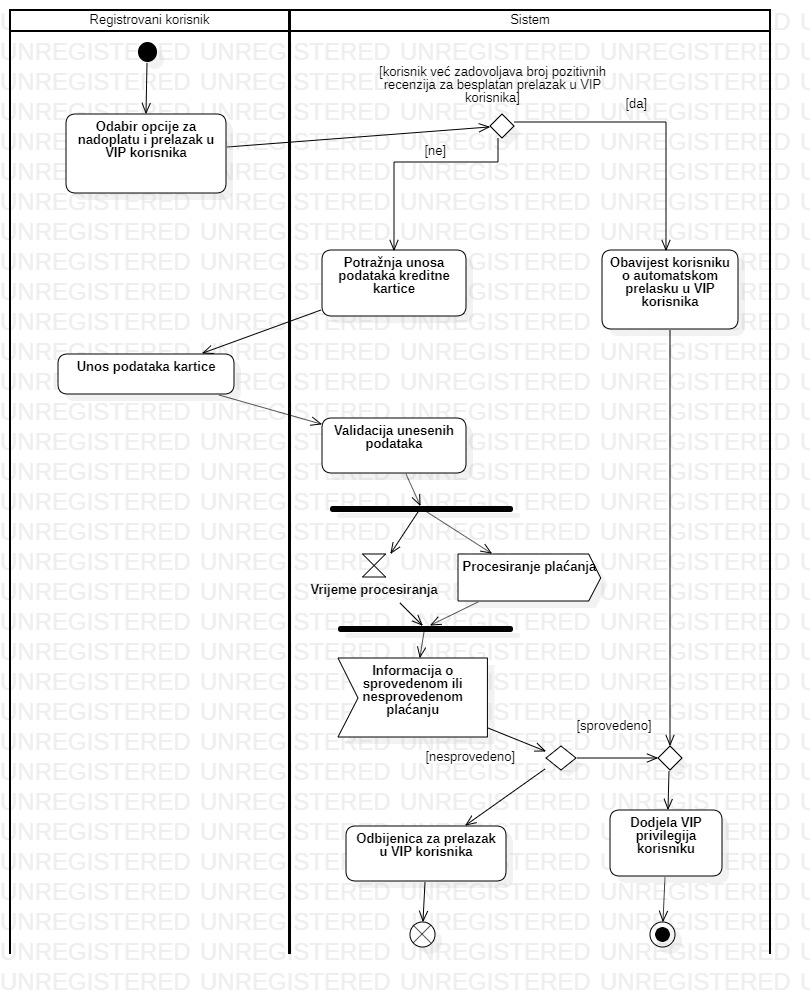 Registrovani korisnik
Sistem
[korisnik već zadovoljava broj pozitivnih
recenzija za besplatan prelazak u VIP
korisnika]
[da]
Odabir opcije za
nadoplatu i prelazak u
VIP korisnika
[ne]
Potražnja unosa
podataka kreditne
kartice
Obavijest korisniku
o automatskom
prelasku u VIP
korisnika
Unos podataka kartice
Validacija unesenih
podataka
Procesiranje plaćanja
Vrijeme procesiranja
Informacija o
sprovedenom ili
nesprovedenom
plaćanju
[sprovedeno]
[nesprovedeno]
Odbijenica za prelazak
u VIP korisnika
Dodjela VIP
privilegija
korisniku
UNREGISTERED